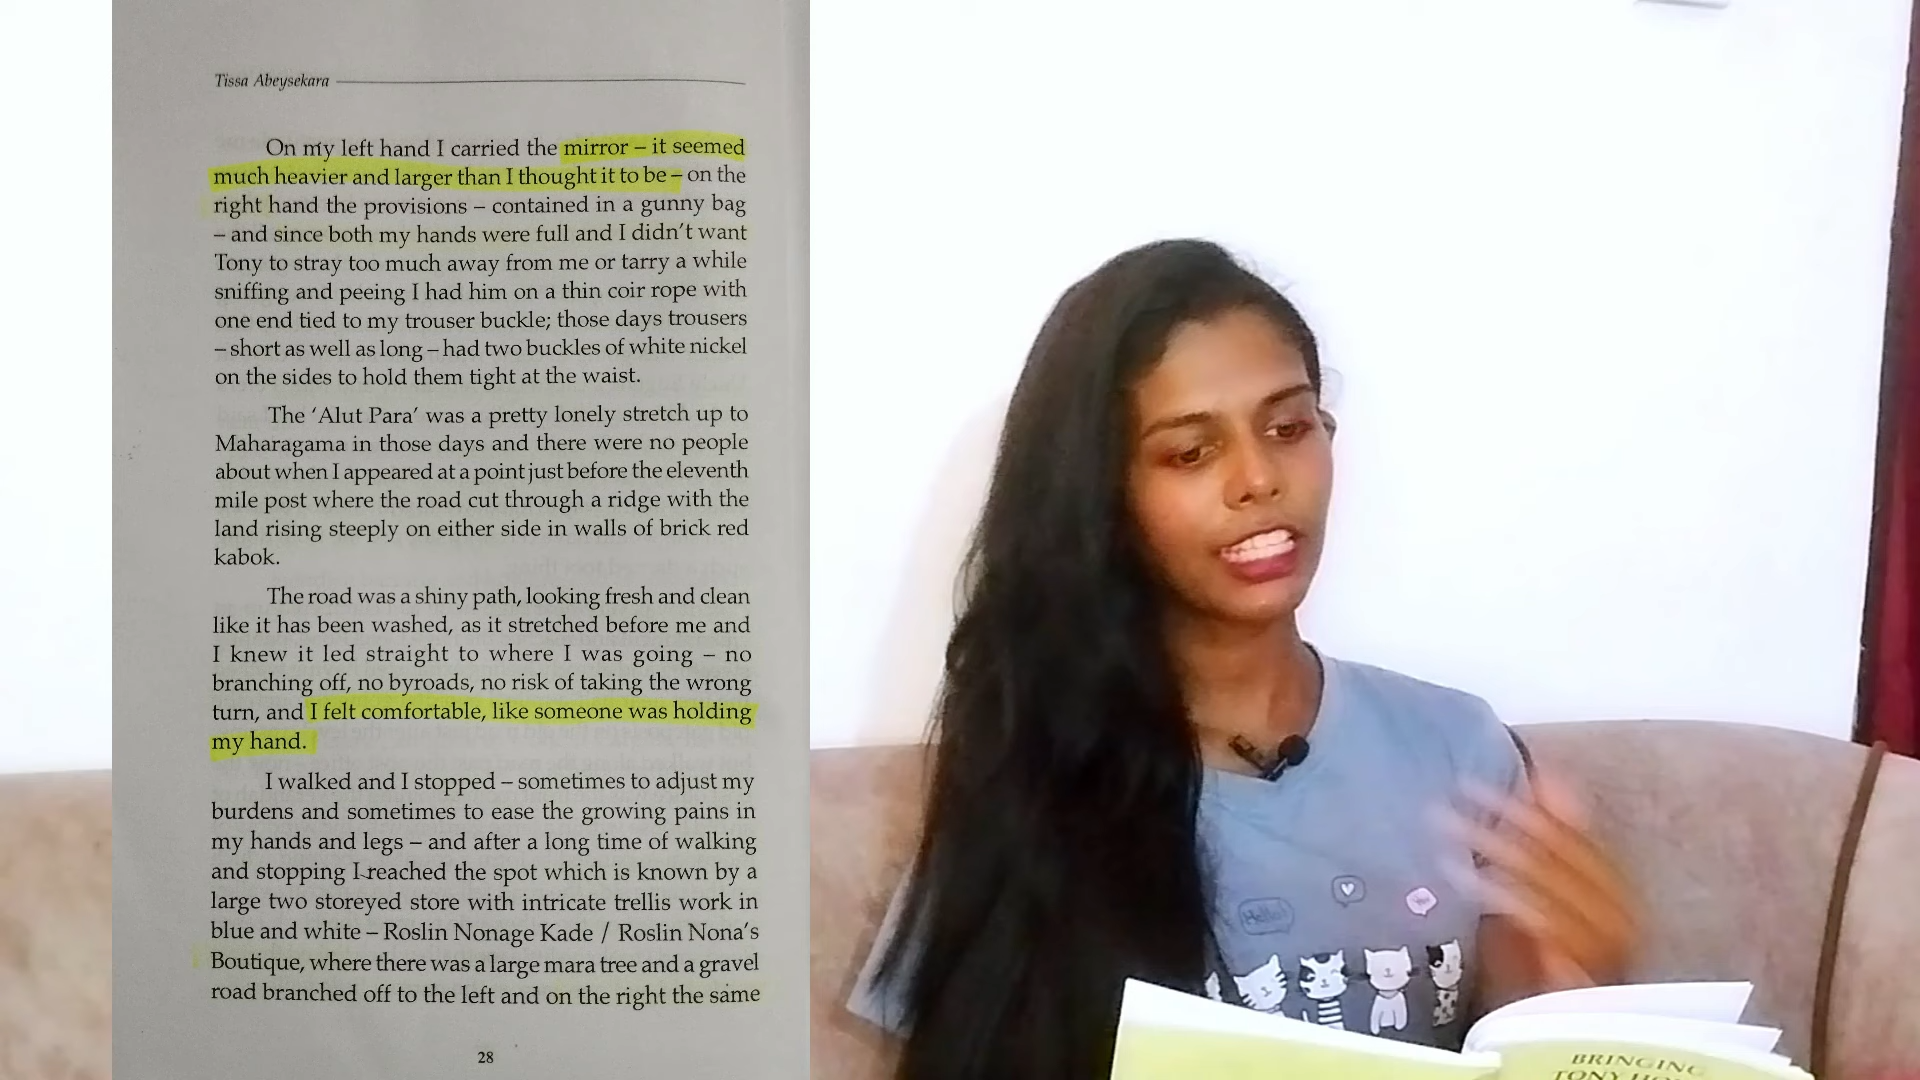 Tissa Abeysekara
On my left hand I carried the mirror – it seemed
much heavier and larger than I thought it to be – on the
right hand the provisions – contained in a gunny bag
– and since both my hands were full and I didn't want
Tony to stray too much away from me or tarry a while
sniffing and peeing I had him on a thin coir rope with
one end tied to my trouser buckle; those days trousers
– short as well as long – had two buckles of white nickel
on the sides to hold them tight at the waist.
The 'Alut Para' was a pretty lonely stretch up to
Maharagama in those days and there were no people
about when I appeared at a point just before the eleventh
mile post where the road cut through a ridge with the
land rising steeply on either side in walls of brick red
kabok.
The road was a shiny path, looking fresh and clean
like it has been washed, as it stretched before me and
I knew it led straight to where I was going – no
branching off, no byroads, no risk of taking the wrong
turn, and I felt comfortable, like someone was holding
my hand.
I walked and I stopped – sometimes to adjust my
burdens and sometimes to ease the growing pains in
my hands and legs – and after a long time of walking
and stopping I reached the spot which is known by a
large two storeyed store with intricate trellis work in
blue and white – Roslin Nonage Kade / Roslin Nona's
Boutique, where there was a large mara tree and a gravel
road branched off to the left and on the right the same
28
Hello!
BRINGING
TONY